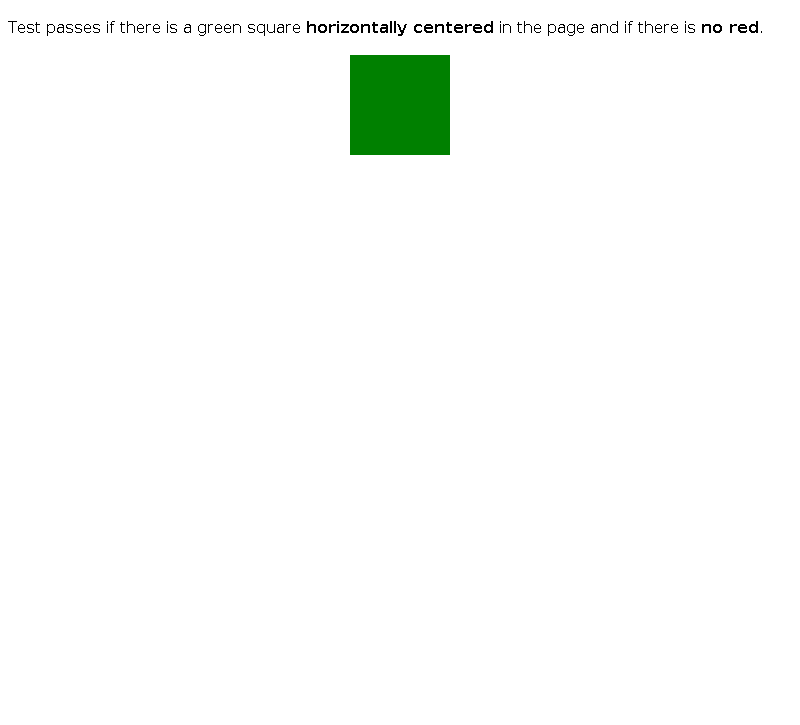 Test passes if there is a green square horizontally centered in the page and if there is no red.